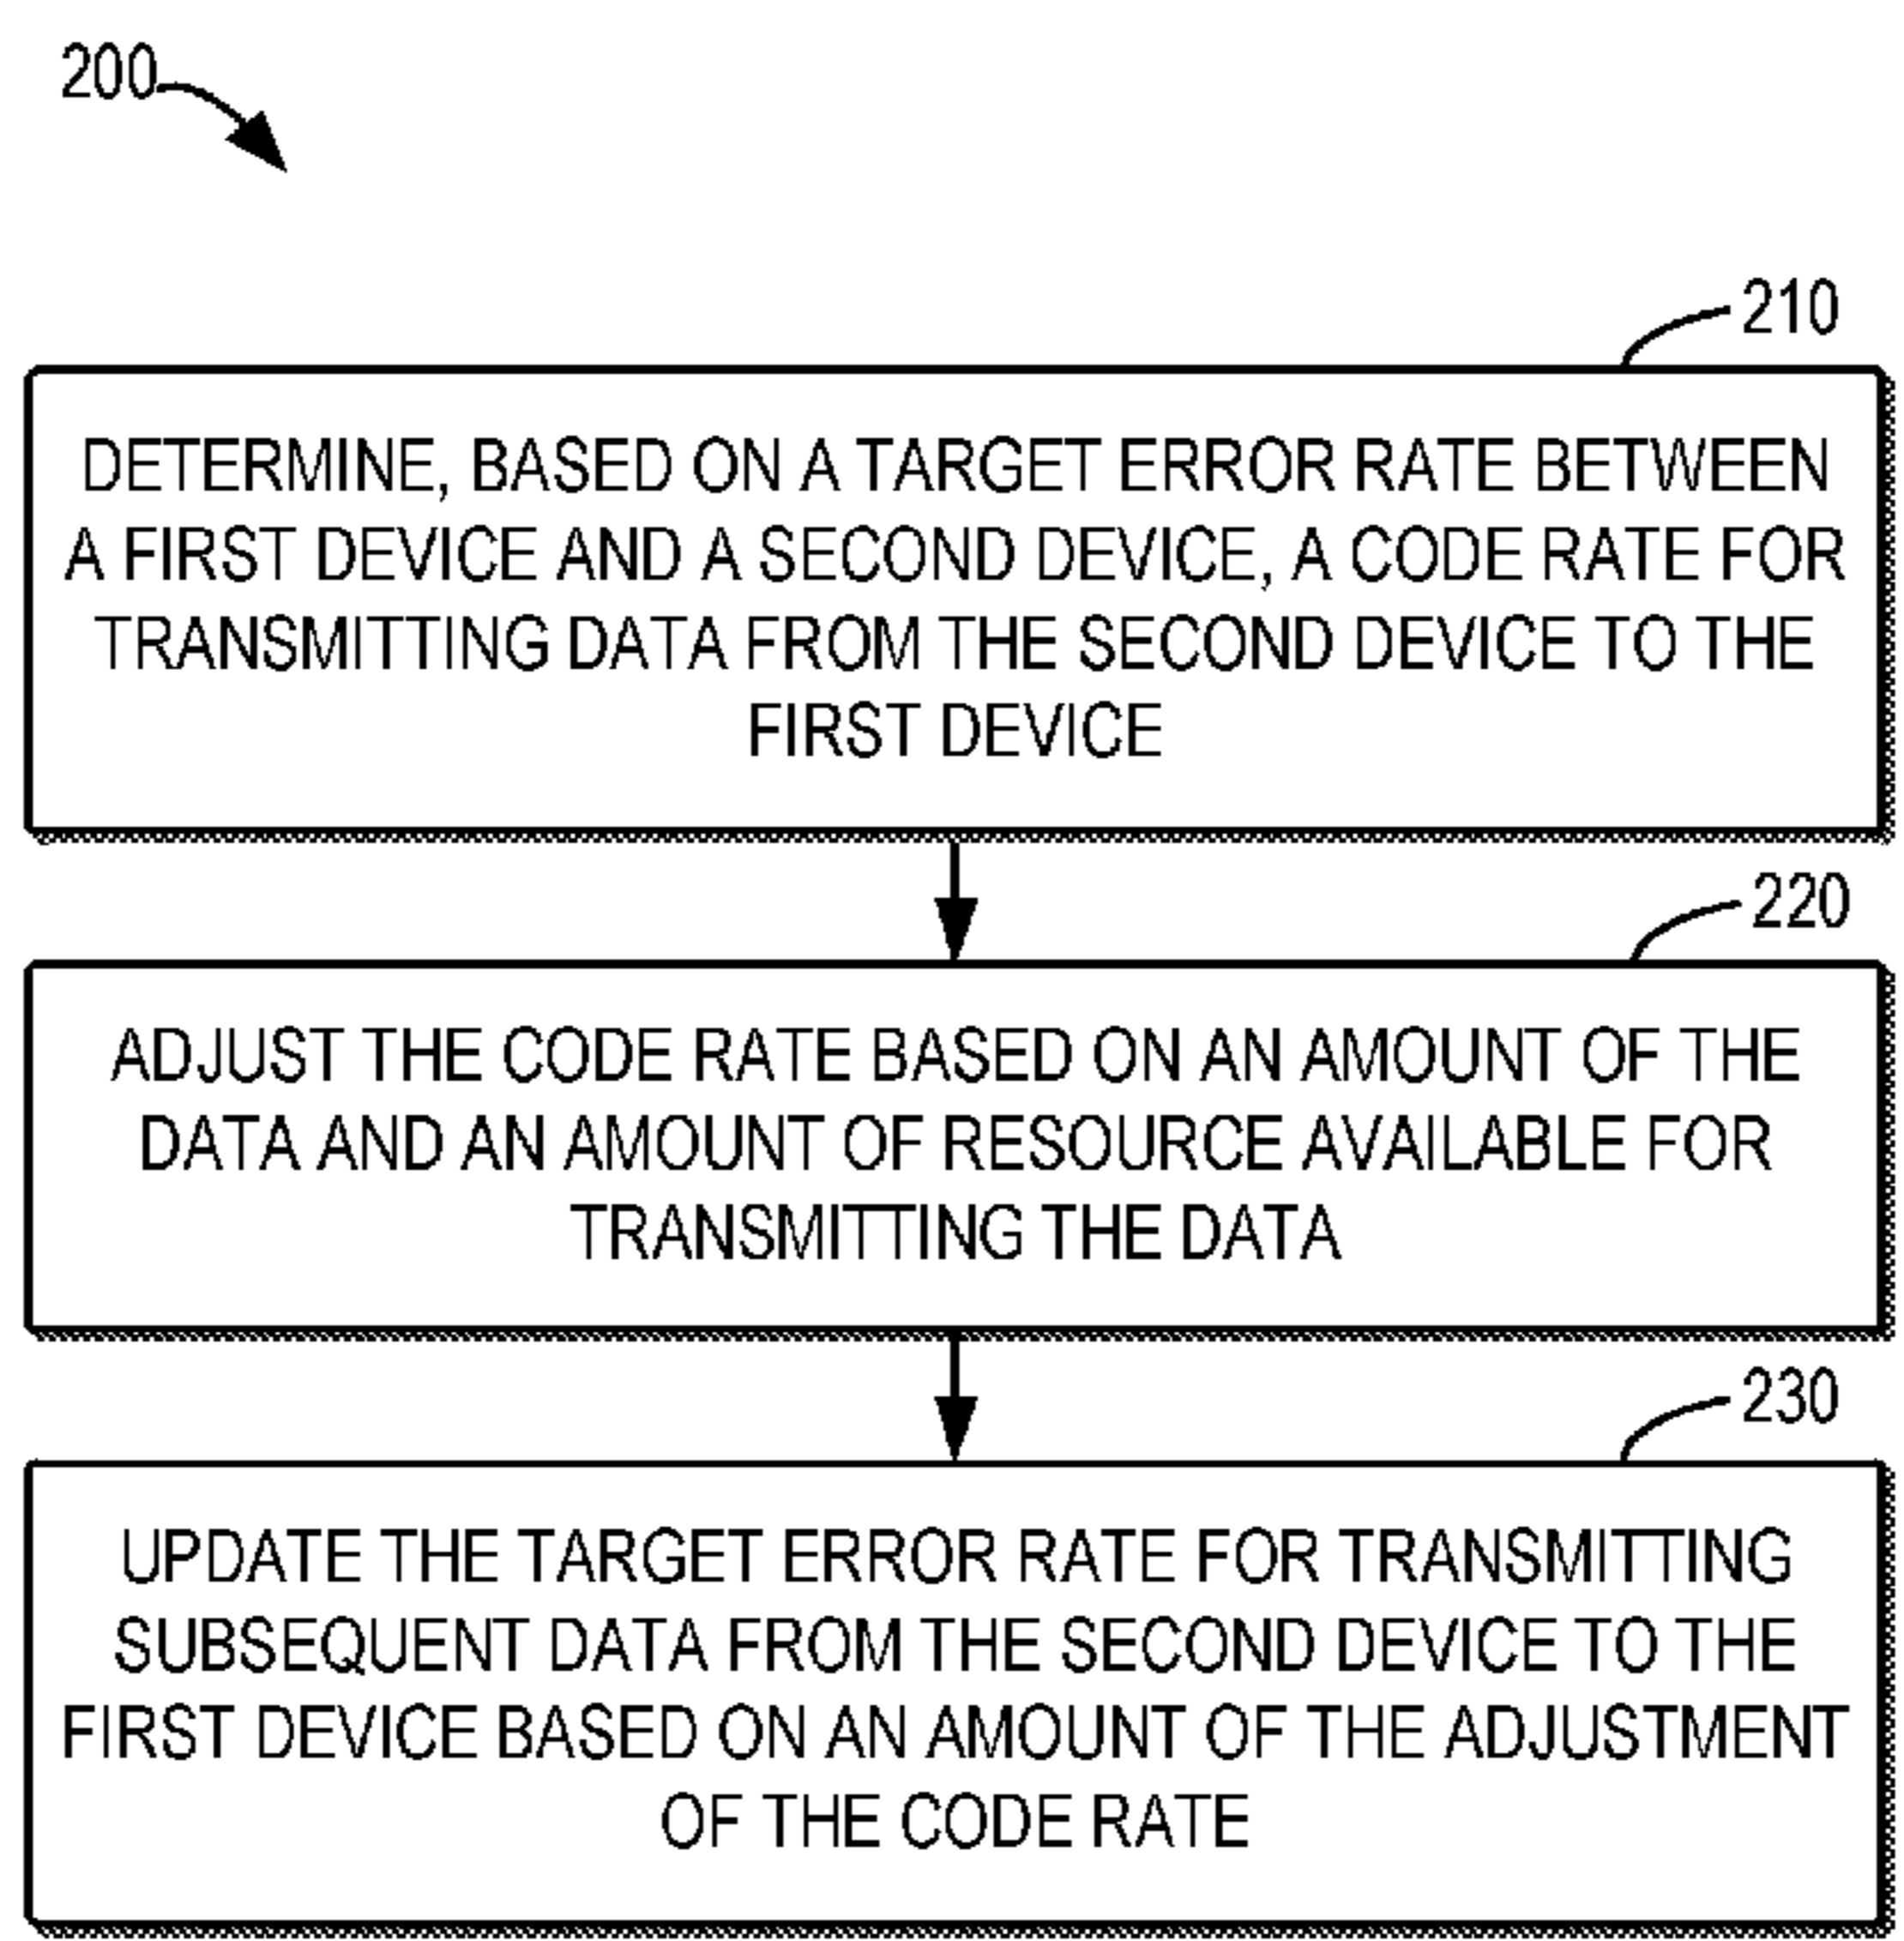 200
210
DETERMINE, BASED ON A TARGET ERROR RATE BETWEEN
A FIRST DEVICE AND A SECOND DEVICE, A CODE RATE FOR
TRANSMITTING DATA FROM THE SECOND DEVICE TO THE
FIRST DEVICE
220
ADJUST THE CODE RATE BASED ON AN AMOUNT OF THE
DATA AND AN AMOUNT OF RESOURCE AVAILABLE FOR
TRANSMITTING THE DATA
230
UPDATE THE TARGET ERROR RATE FOR TRANSMITTING
SUBSEQUENT DATA FROM THE SECOND DEVICE TO THE
FIRST DEVICE BASED ON AN AMOUNT OF THE ADJUSTMENT
OF THE CODE RATE